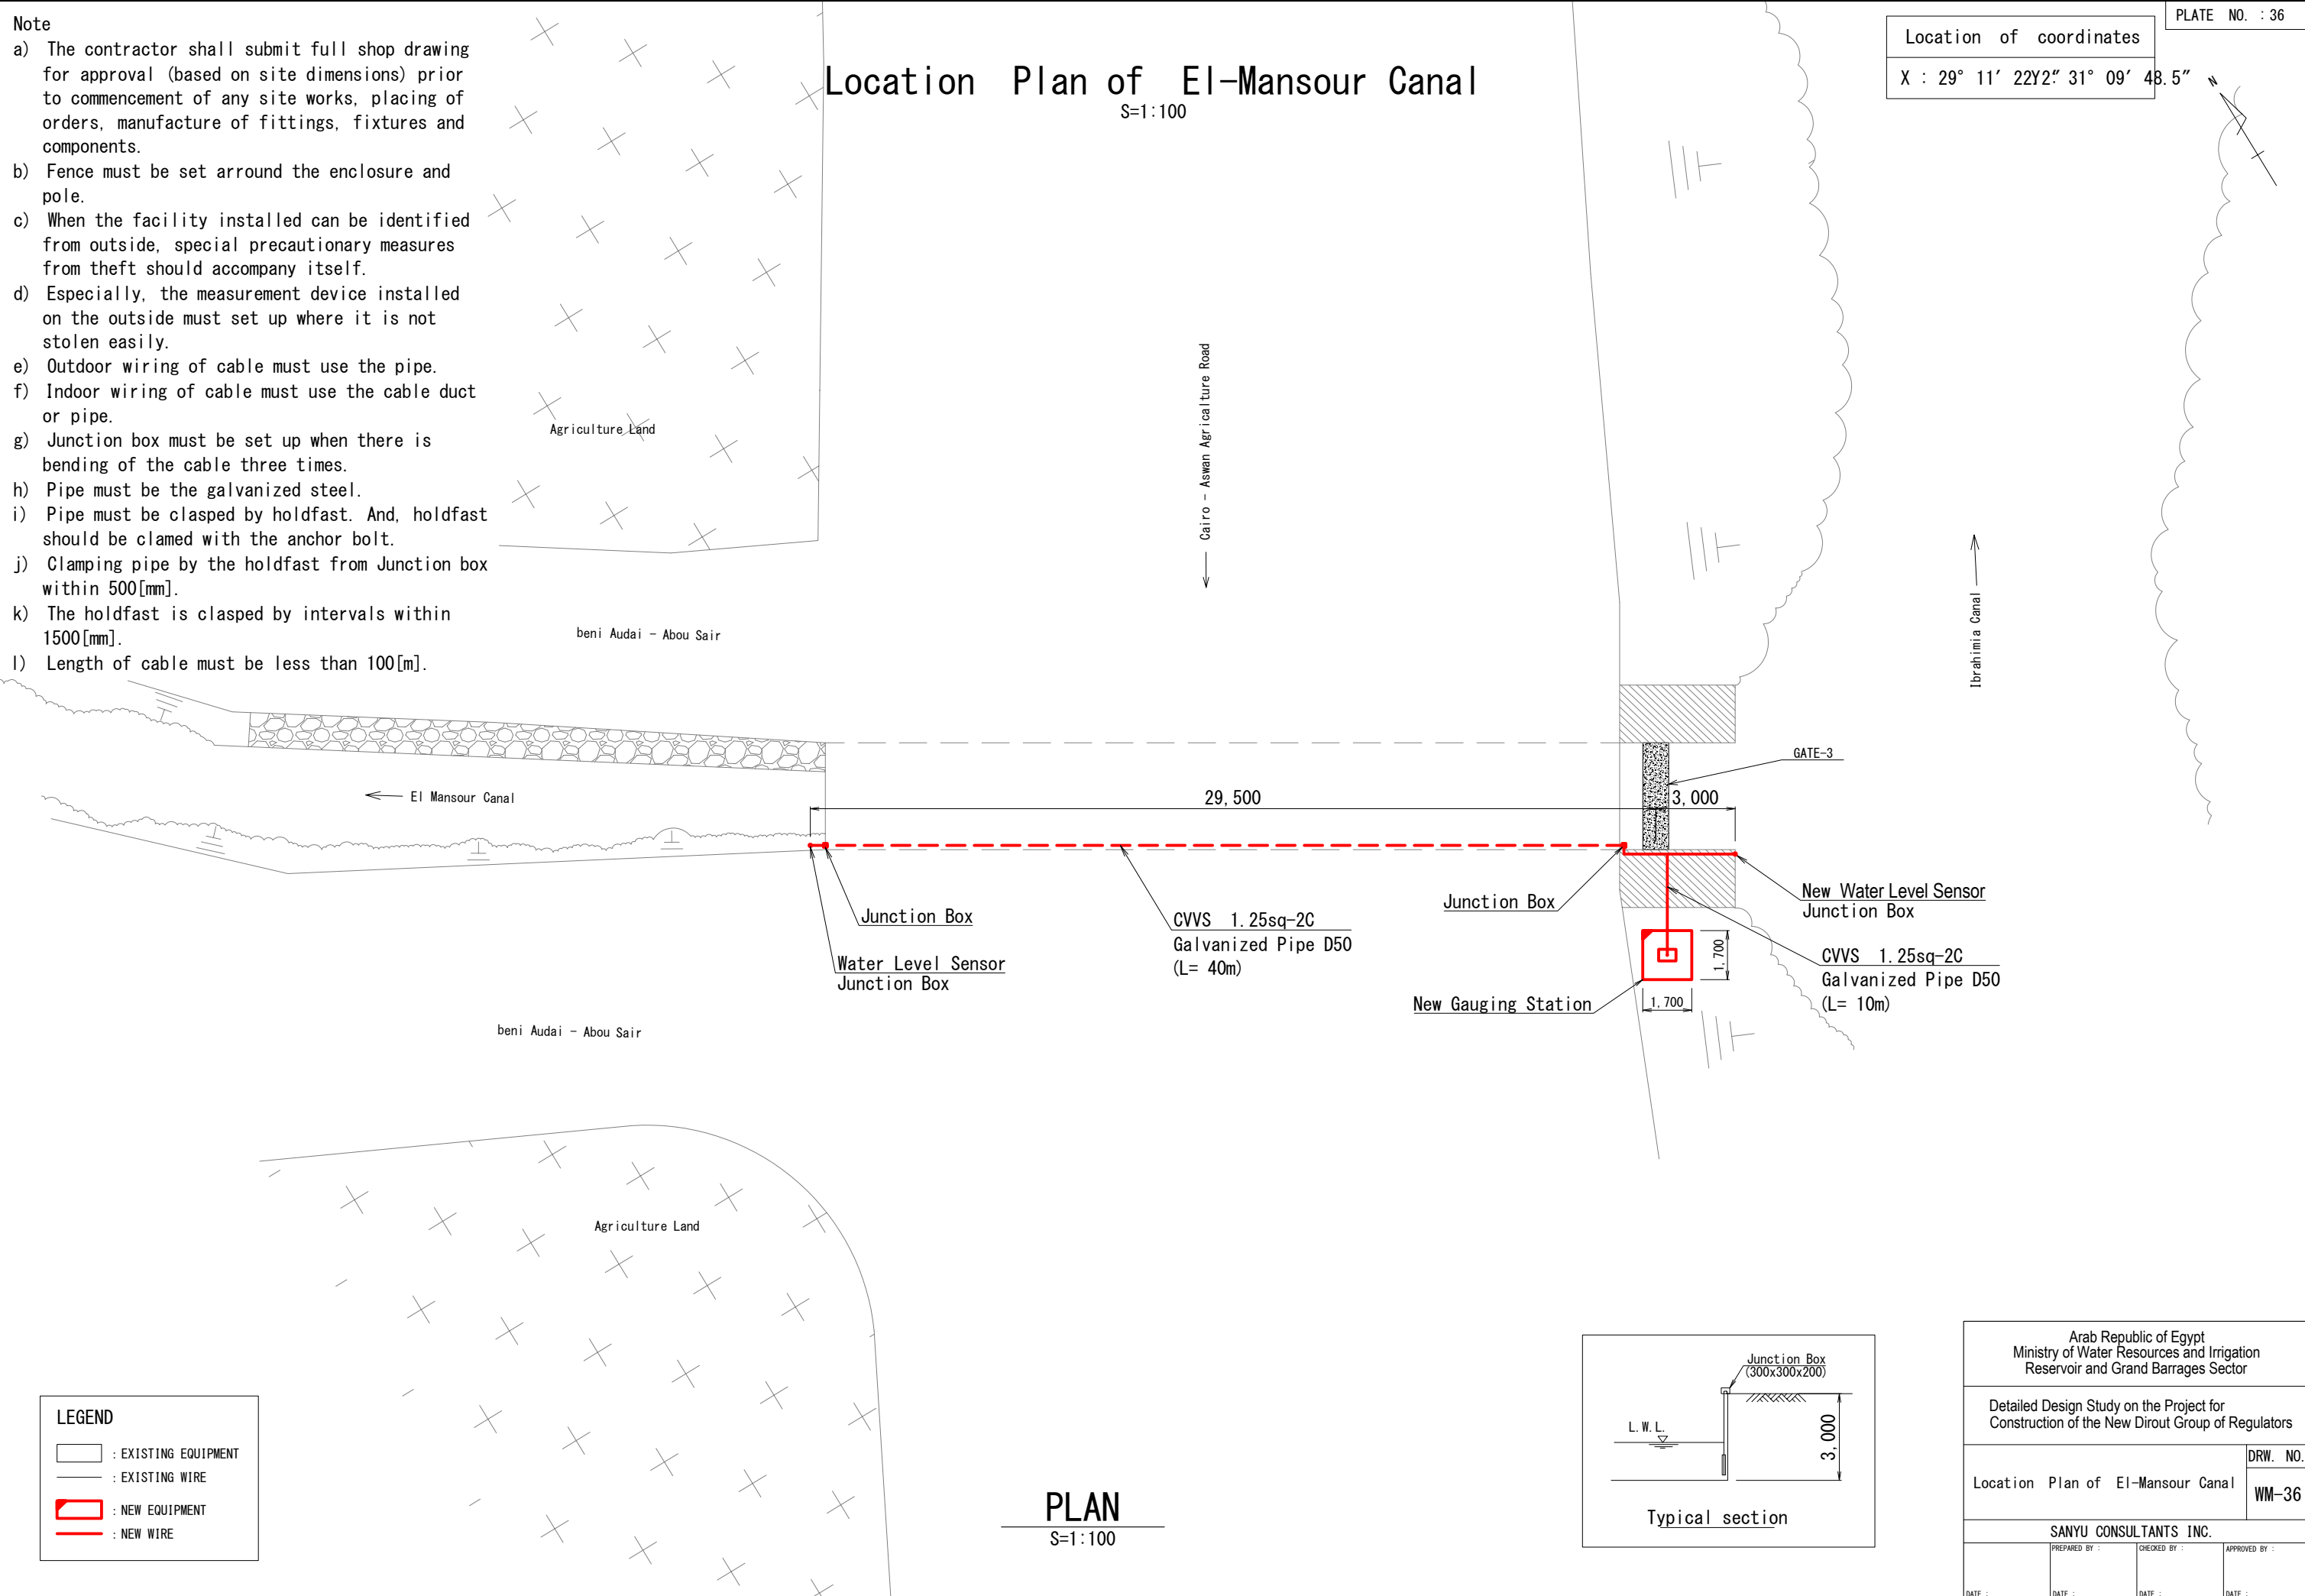 PLATE NO. : 36
Location of coordinates
X : 29° 11′ 22Y2″ 31° 09′ 48.5″
N
Location Plan of El-Mansour Canal
S=1:100
Note
a) The contractor shall submit full shop drawing
for approval (based on site dimensions) prior
to commencement of any site works, placing of
orders, manufacture of fittings, fixtures and
components.
b) Fence must be set arround the enclosure and
pole.
c) When the facility installed can be identified
from outside, special precautionary measures
from theft should accompany itself.
d) Especially, the measurement device installed
on the outside must set up where it is not
stolen easily.
e) Outdoor wiring of cable must use the pipe.
f) Indoor wiring of cable must use the cable duct
or pipe.
g) Junction box must be set up when there is
bending of the cable three times.
h) Pipe must be the galvanized steel.
i) Pipe must be clasped by holdfast. And, holdfast
should be clamed with the anchor bolt.
j) Clamping pipe by the holdfast from Junction box
within 500[mm].
k) The holdfast is clasped by intervals within
1500[mm].
l) Length of cable must be less than 100[m].
Agriculture Land
Cairo - Aswan Agricalture Road
Ibrahimia Canal
beni Audai - Abou Sair
El Mansour Canal
GATE-3
29,500
3,000
Junction Box
Water Level Sensor
Junction Box
CVVS 1.25sq-2C
Galvanized Pipe D50
(L= 40m)
Junction Box
New Water Level Sensor
Junction Box
CVVS 1.25sq-2C
Galvanized Pipe D50
(L= 10m)
New Gauging Station
1,700
1,700
beni Audai - Abou Sair
Agriculture Land
LEGEND
: EXISTING EQUIPMENT
: EXISTING WIRE
: NEW EQUIPMENT
: NEW WIRE
PLAN
S=1:100
Junction Box
(300x300x200)
L.W.L.
3,000
Typical section
Arab Republic of Egypt
Ministry of Water Resources and Irrigation
Reservoir and Grand Barrages Sector
Detailed Design Study on the Project for
Construction of the New Dirout Group of Regulators
Location Plan of El-Mansour Canal
DRW. NO.
WM-36
SANYU CONSULTANTS INC.
PREPARED BY :
CHECKED BY :
APPROVED BY :
DATE :
DATE :
DATE :
DATE :